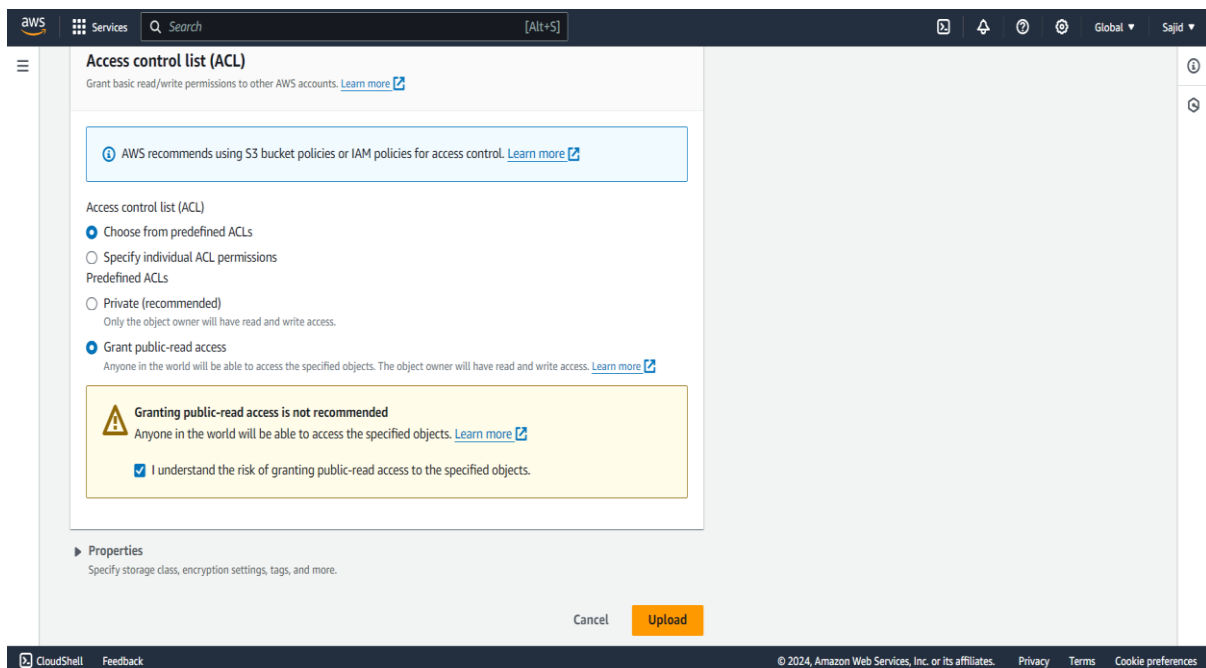 aws
Services
Search
[Alt+S]
Global
Sajid
Access control list (ACL)
Grant basic read/write permissions to other AWS accounts. Learn more
AWS recommends using S3 bucket policies or IAM policies for access control. Learn more
Access control list (ACL)
Choose from predefined ACLs
Specify individual ACL permissions
Predefined ACLs
Private (recommended)
Only the object owner will have read and write access.
Grant public-read access
Anyone in the world will be able to access the specified objects. The object owner will have read and write access. Learn more
Granting public-read access is not recommended
Anyone in the world will be able to access the specified objects. Learn more
I understand the risk of granting public-read access to the specified objects.
Properties
Specify storage class, encryption settings, tags, and more.
Cancel
Upload
CloudShell
Feedback
© 2024, Amazon Web Services, Inc. or its affiliates.
Privacy
Terms
Cookie preferences